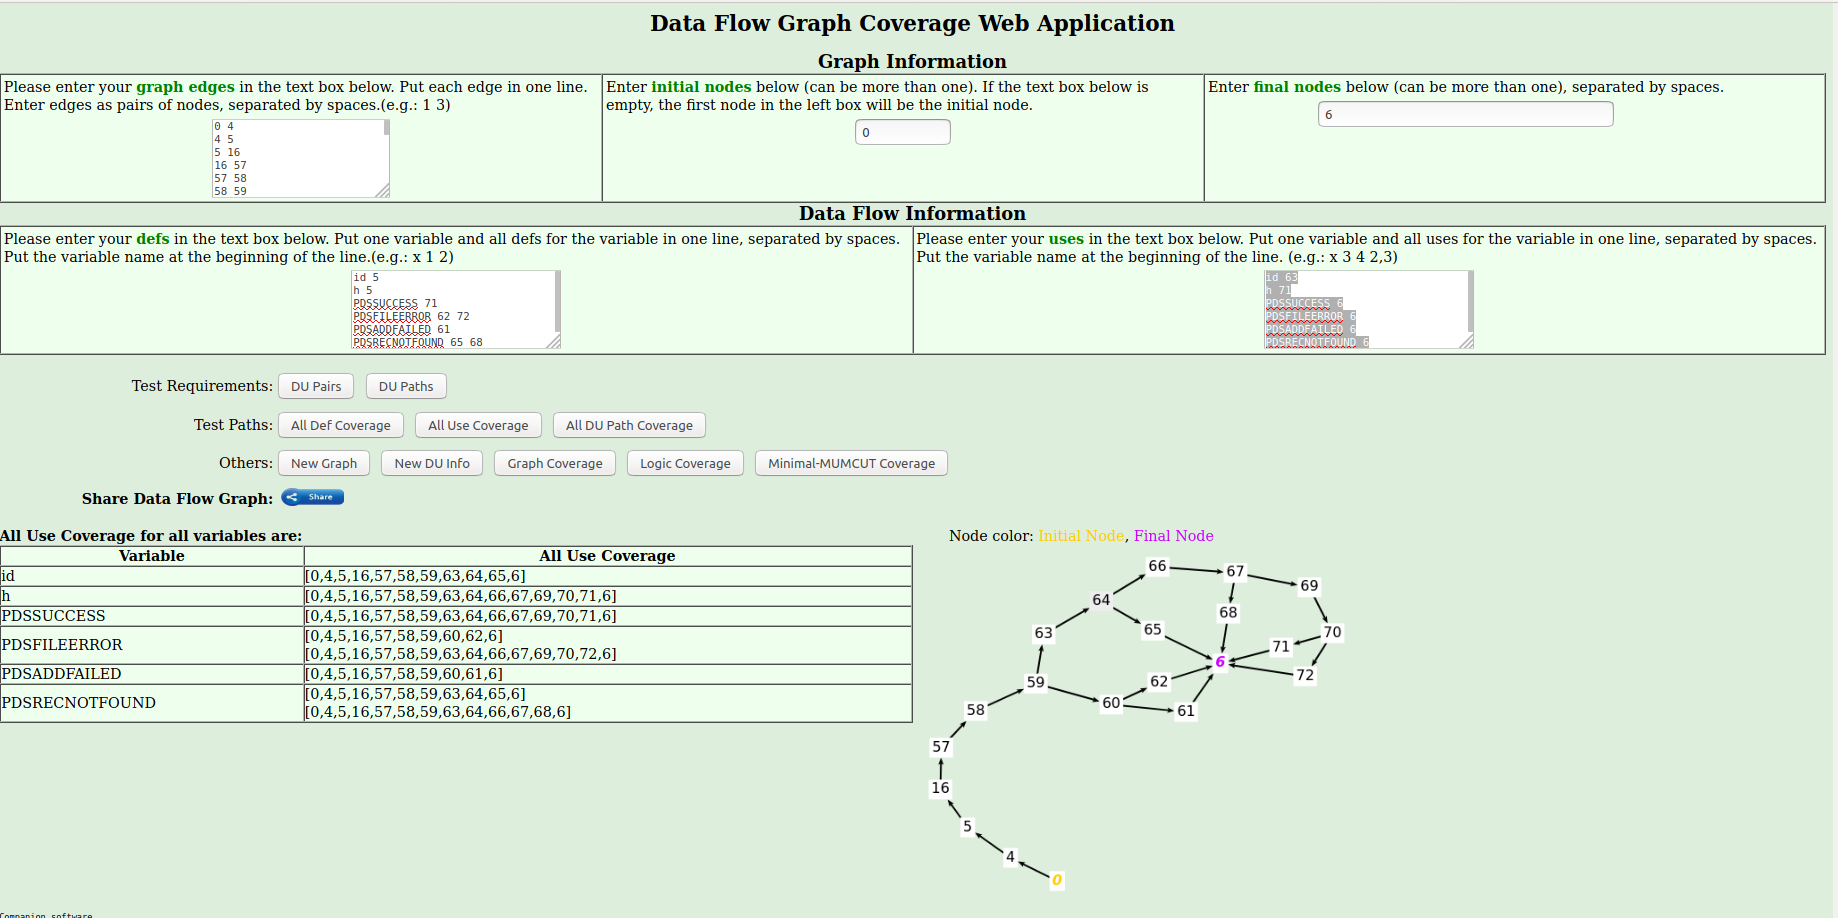 Data Flow Graph Coverage Web Application
Graph Information
Please enter your graph edges in the text box below. Put each edge in one line.
Enter edges as pairs of nodes, separated by spaces.(e.g.: 1 3)
0 4
4 5
5 16
16 57
57 58
58 59
Enter initial nodes below (can be more than one). If the text box below is
empty, the first node in the left box will be the initial node.
0
Enter final nodes below (can be more than one), separated by spaces.
6
Data Flow Information
Please enter your defs in the text box below. Put one variable and all defs for the variable in one line, separated by spaces.
Put the variable name at the beginning of the line.(e.g.: x 1 2)
id 5
h 5
PDSSUCCESS 71
PDSFILEERROR 62 72
PDSADDFAILED 61
PDSRECNOTFOUND 65 68
Please enter your uses in the text box below. Put one variable and all uses for the variable in one line, separated by spaces.
Put the variable name at the beginning of the line. (e.g.: x 3 4 2,3)
id 63
h 71
PDSSUCCESS 6
PDSFILEERROR 6
PDSADDFAILED 6
PDSRECNOTFOUND 6
Test Requirements: DU Pairs DU Paths
Test Paths: All Def Coverage All Use Coverage All DU Path Coverage
Others: New Graph New DU Info Graph Coverage Logic Coverage Minimal-MUMCUT Coverage
Share Data Flow Graph: Share
All Use Coverage for all variables are:
Variable All Use Coverage
id [0,4,5,16,57,58,59,63,64,65,6]
h [0,4,5,16,57,58,59,63,64,66,67,69,70,71,6]
PDSSUCCESS [0,4,5,16,57,58,59,63,64,66,67,69,70,71,6]
PDSFILEERROR [0,4,5,16,57,58,59,60,62,6]
[0,4,5,16,57,58,59,63,64,66,67,69,70,72,6]
PDSADDFAILED [0,4,5,16,57,58,59,60,61,6]
PDSRECNOTFOUND [0,4,5,16,57,58,59,63,64,65,6]
[0,4,5,16,57,58,59,63,64,66,67,68,6]
Node color: Initial Node, Final Node
66
67
69
64
68
65
63
70
71
6
72
62
59
60
61
58
57
16
5
4
0
Companion software